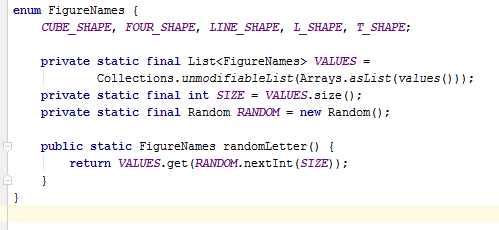 enum FigureNames {
    CUBE_SHAPE, FOUR_SHAPE, LINE_SHAPE, L_SHAPE, T_SHAPE;
    private static final List<FigureNames> VALUES =
            Collections.unmodifiableList(Arrays.asList(values()));
    private static final int SIZE = VALUES.size();
    private static final Random RANDOM = new Random();
    public static FigureNames randomLetter() {
        return VALUES.get(RANDOM.nextInt(SIZE));
    }
}